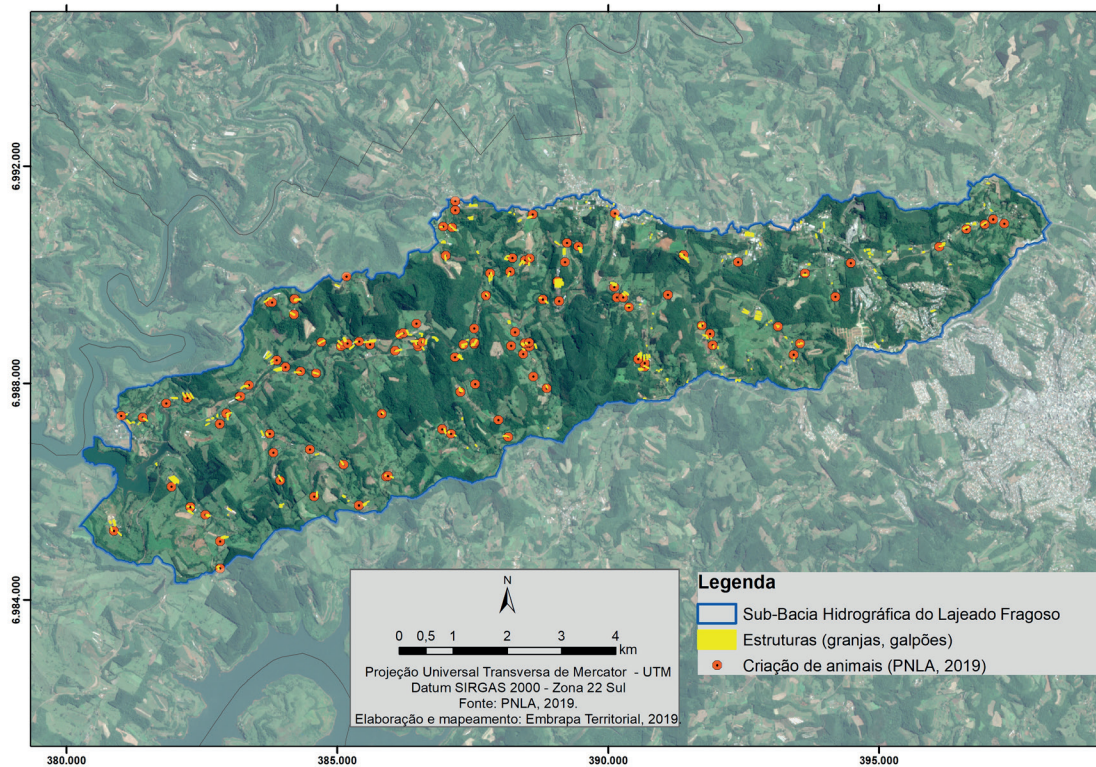 6.992.000
6.988.000
6.984.000
N
0 0,5 1 2 3 4
km
Projeção Universal Transversa de Mercator - UTM
Datum SIRGAS 2000 - Zona 22 Sul
Fonte: PNLA, 2019.
Elaboração e mapeamento: Embrapa Territorial, 2019.
Legenda
Sub-Bacia Hidrográfica do Lajeado Fragoso
Estruturas (granjas, galpões)
Criação de animais (PNLA, 2019)
380.000 385.000 390.000 395.000